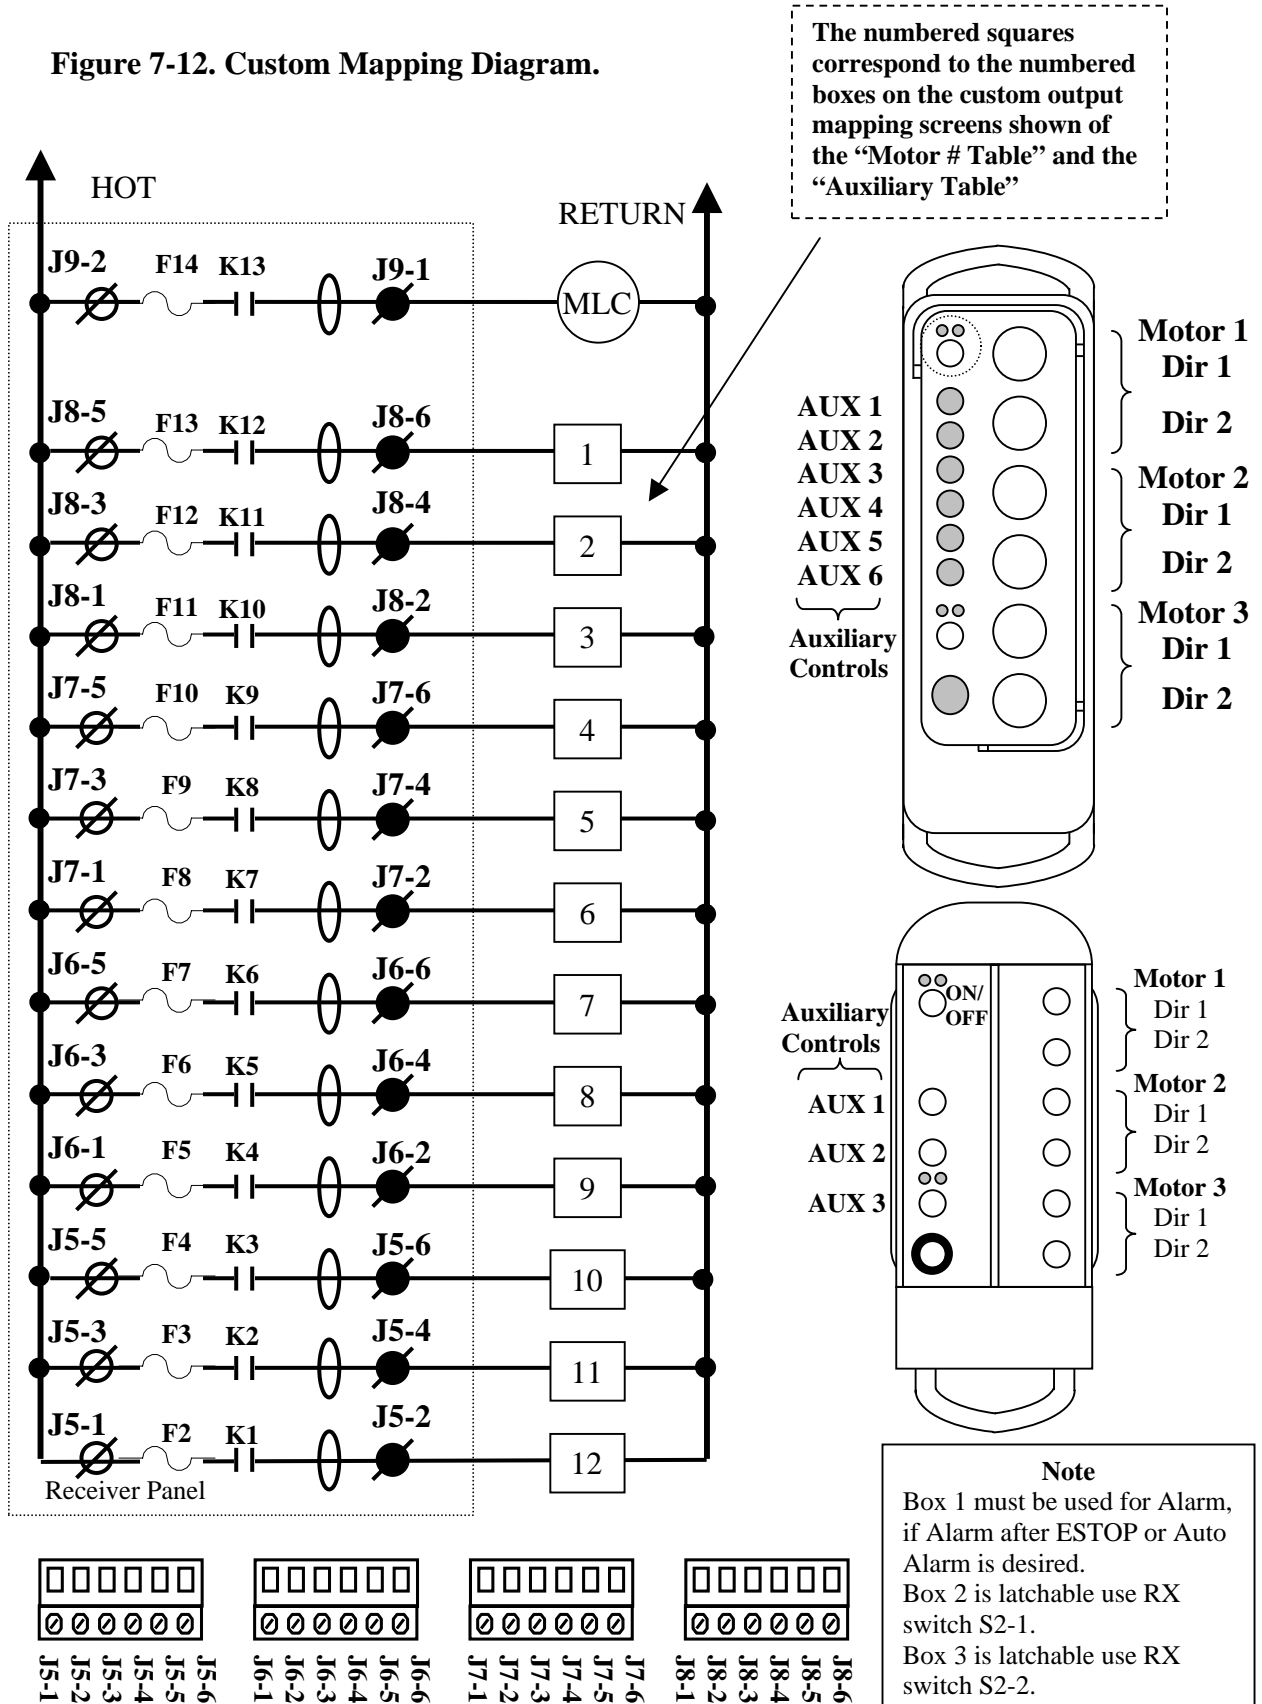 Figure 7-12. Custom Mapping Diagram.
The numbered squares
correspond to the numbered
boxes on the custom output
mapping screens shown of
the “Motor # Table” and the
“Auxiliary Table”
HOT
RETURN
J9-2 F14 K13 J9-1 MLC
J8-5 F13 K12 J8-6 1
J8-3 F12 K11 J8-4 2
J8-1 F11 K10 J8-2 3
J7-5 F10 K9 J7-6 4
J7-3 F9 K8 J7-4 5
J7-1 F8 K7 J7-2 6
J6-5 F7 K6 J6-6 7
J6-3 F6 K5 J6-4 8
J6-1 F5 K4 J6-2 9
J5-5 F4 K3 J5-6 10
J5-3 F3 K2 J5-4 11
J5-1 F2 K1 J5-2 12
Receiver Panel
AUX 1
AUX 2
AUX 3
AUX 4
AUX 5
AUX 6
Auxiliary
Controls
Motor 1
Dir 1
Dir 2
Motor 2
Dir 1
Dir 2
Motor 3
Dir 1
Dir 2
Auxiliary
Controls
AUX 1
AUX 2
AUX 3
ON/
OFF
Motor 1
Dir 1
Dir 2
Motor 2
Dir 1
Dir 2
Motor 3
Dir 1
Dir 2
Note
Box 1 must be used for Alarm,
if Alarm after ESTOP or Auto
Alarm is desired.
Box 2 is latchable use RX
switch S2-1.
Box 3 is latchable use RX
switch S2-2.
J5-1
J5-2
J5-3
J5-4
J5-5
J5-6
J6-1
J6-2
J6-3
J6-4
J6-5
J6-6
J7-1
J7-2
J7-3
J7-4
J7-5
J7-6
J8-1
J8-2
J8-3
J8-4
J8-5
J8-6